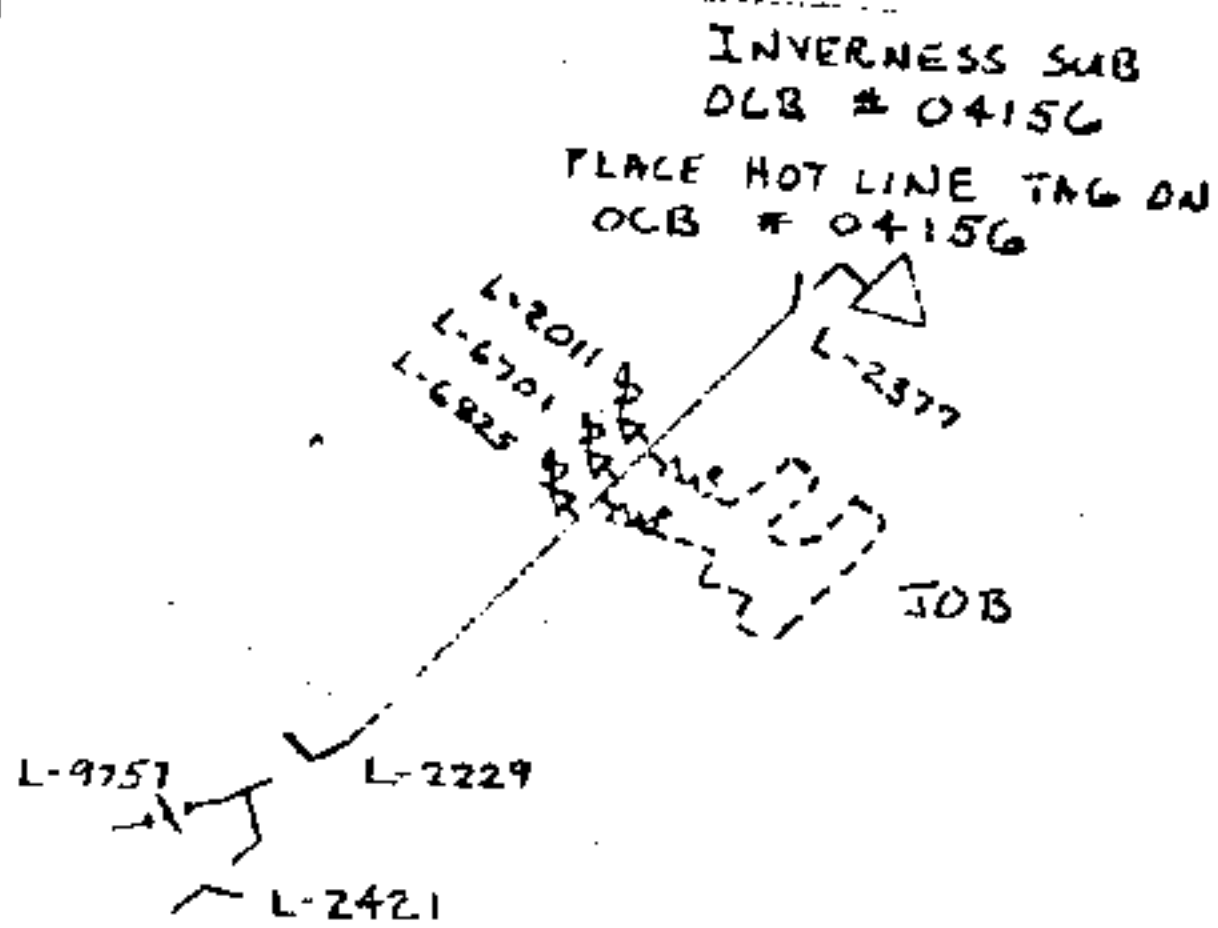 INVERNESS SUB
OCB # 04156
PLACE HOT LINE TAG ON
OCB # 04156
L-2011
L-6701
L-6825
L-2377
JOB
L-9757
L-2229
L-2421